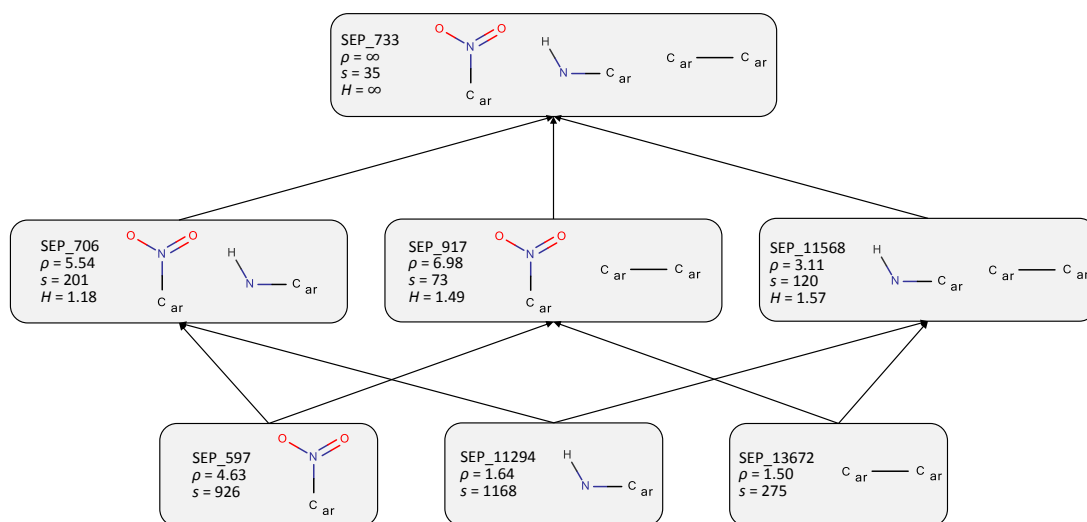 SEP_733
ρ = ∞
s = 35
H = ∞
O
O
N
C ar
H
N
C ar
C ar
C ar
SEP_706
ρ = 5.54
s = 201
H = 1.18
O
O
N
C ar
H
N
C ar
SEP_917
ρ = 6.98
s = 73
H = 1.49
O
O
N
C ar
C ar
C ar
SEP_11568
ρ = 3.11
s = 120
H = 1.57
H
N
C ar
C ar
C ar
SEP_597
ρ = 4.63
s = 926
O
O
N
C ar
SEP_11294
ρ = 1.64
s = 1168
H
N
C ar
SEP_13672
ρ = 1.50
s = 275
C ar
C ar